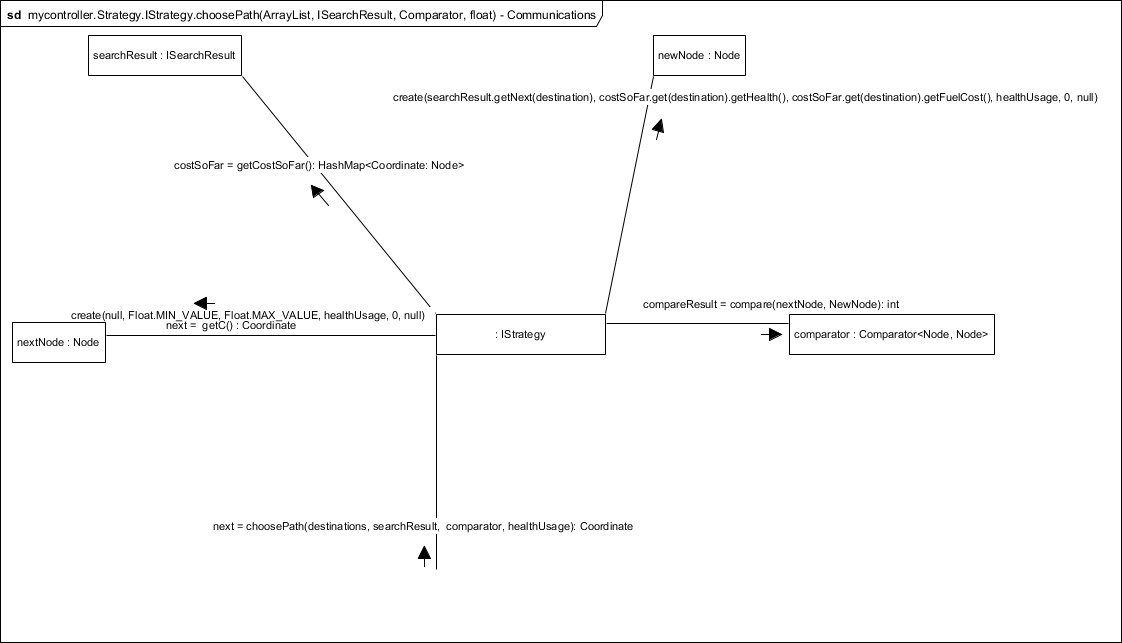 sd mycontroller.Strategy.IStrategy.choosePath(ArrayList, ISearchResult, Comparator, float) - Communications
searchResult : ISearchResult
newNode : Node
create(searchResult.getNext(destination), costSoFar.get(destination).getHealth(), costSoFar.get(destination).getFuelCost(), healthUsage, 0, null)
costSoFar = getCostSoFar(): HashMap<Coordinate: Node>
compareResult = compare(nextNode, NewNode): int
create(null, Float.MIN_VALUE, Float.MAX_VALUE, healthUsage, 0, null)
next = getC() : Coordinate
nextNode : Node
: IStrategy
comparator : Comparator<Node, Node>
next = choosePath(destinations, searchResult, comparator, healthUsage): Coordinate